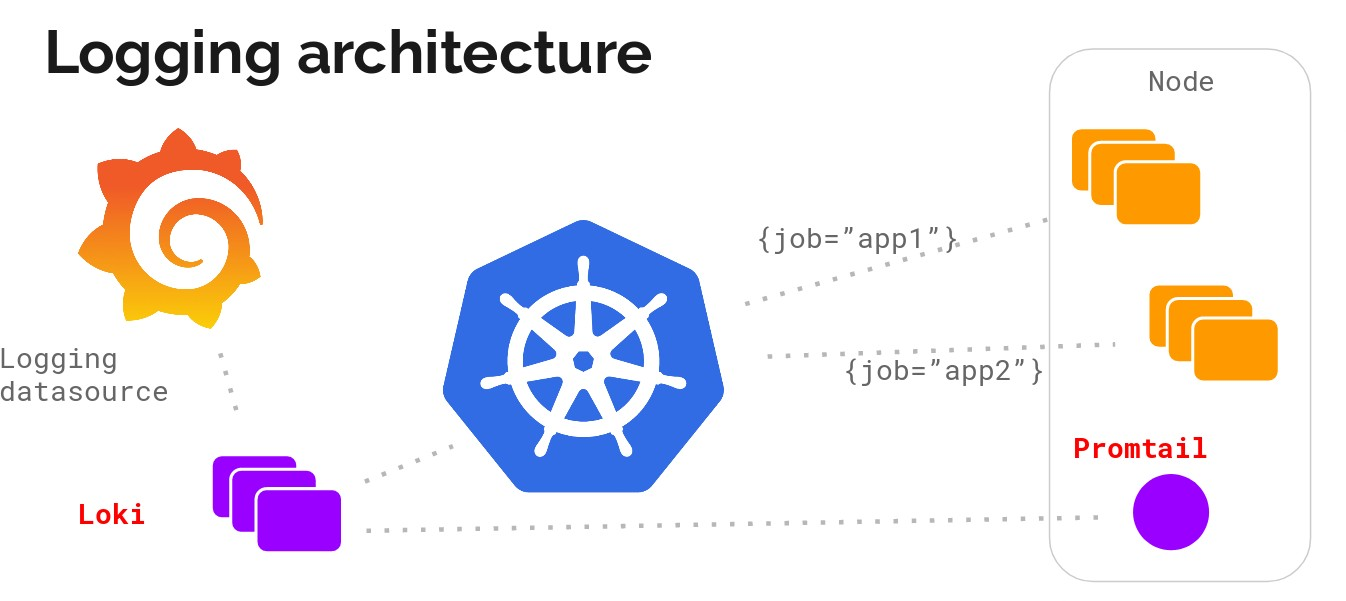 Logging architecture
Node
{job=”app1”}
Logging
datasource
{job=”app2”}
Promtail
Loki